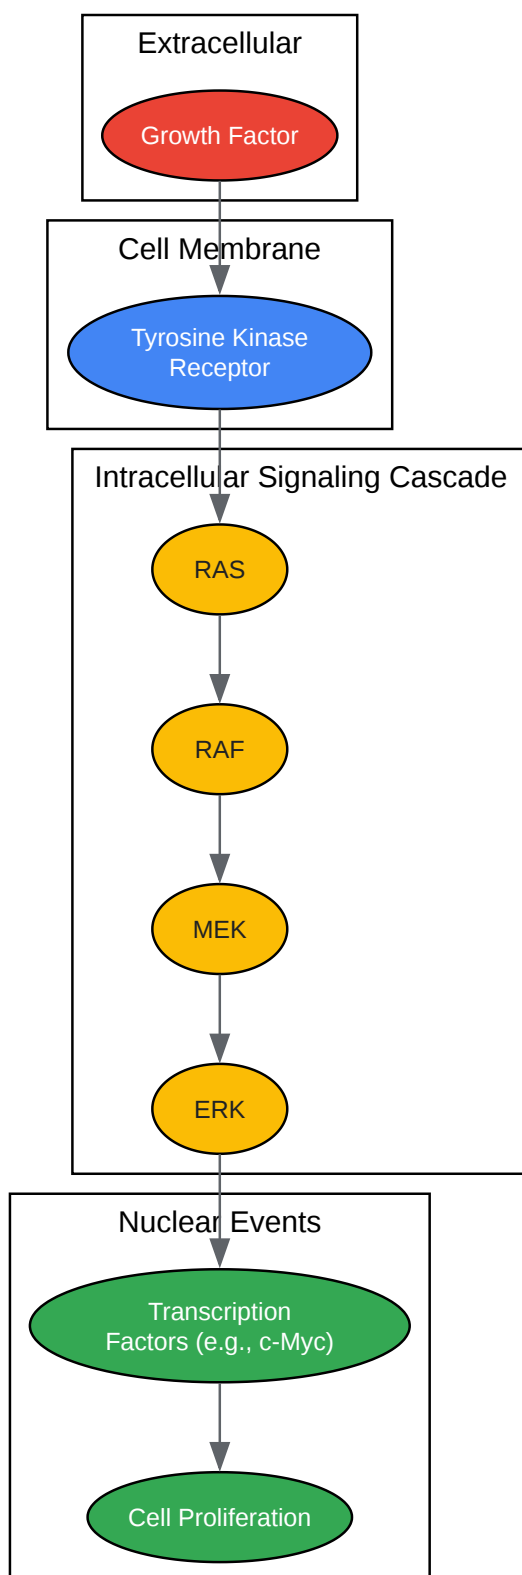 Extracellular
Growth Factor
Cell Membrane
Tyrosine Kinase
Receptor
Intracellular Signaling Cascade
RAS
RAF
MEK
ERK
Nuclear Events
Transcription
Factors (e.g., c-Myc)
Cell Proliferation